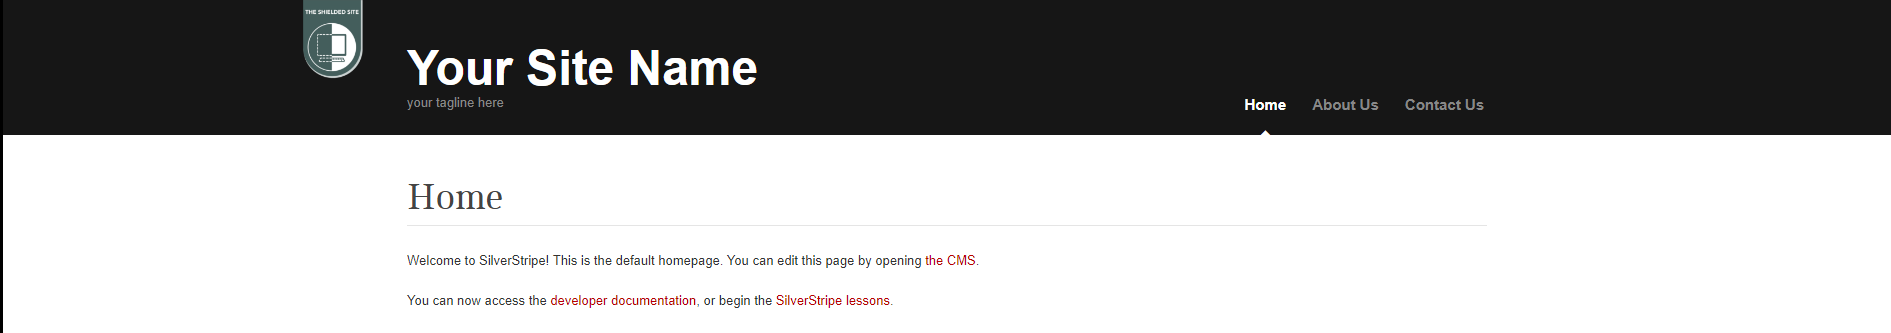 THE SHIELDED SITE
Your Site Name
your tagline here
Home About Us Contact Us
Home
Welcome to SilverStripe! This is the default homepage. You can edit this page by opening the CMS.
You can now access the developer documentation, or begin the SilverStripe lessons.